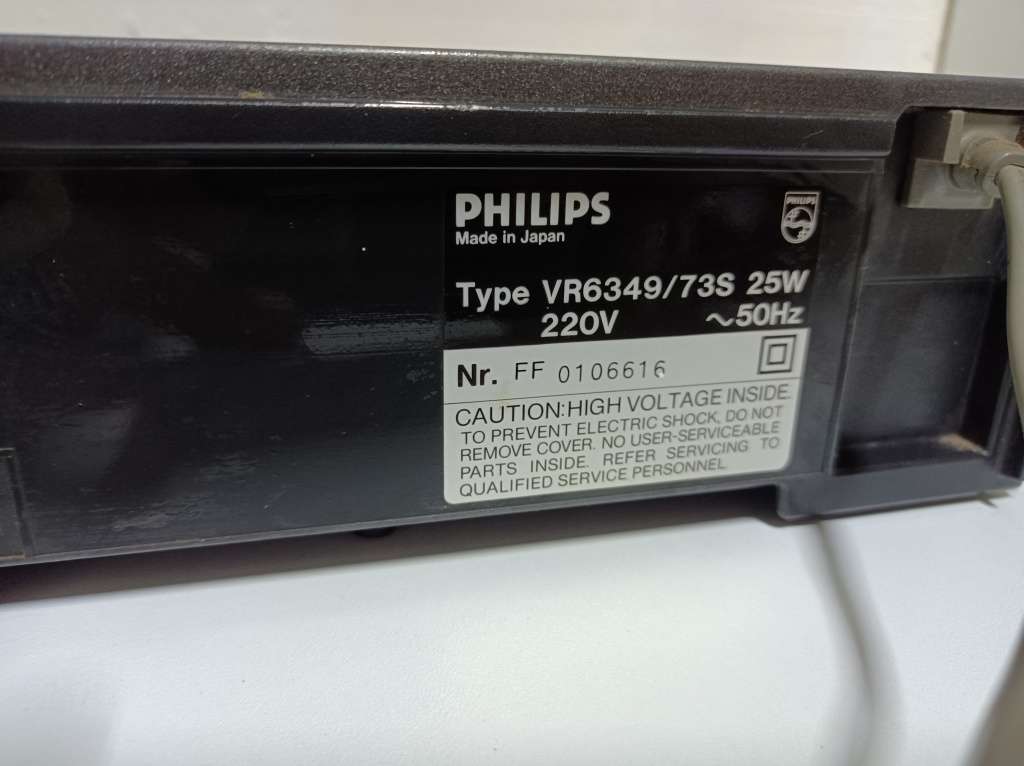 PHILIPS
Made in Japan
PHILIPS
Type VR6349/73S 25W
220V ~50Hz
Nr. FF 0106616
CAUTION: HIGH VOLTAGE INSIDE.
TO PREVENT ELECTRIC SHOCK, DO NOT
REMOVE COVER. NO USER-SERVICEABLE
PARTS INSIDE. REFER SERVICING TO
QUALIFIED SERVICE PERSONNEL